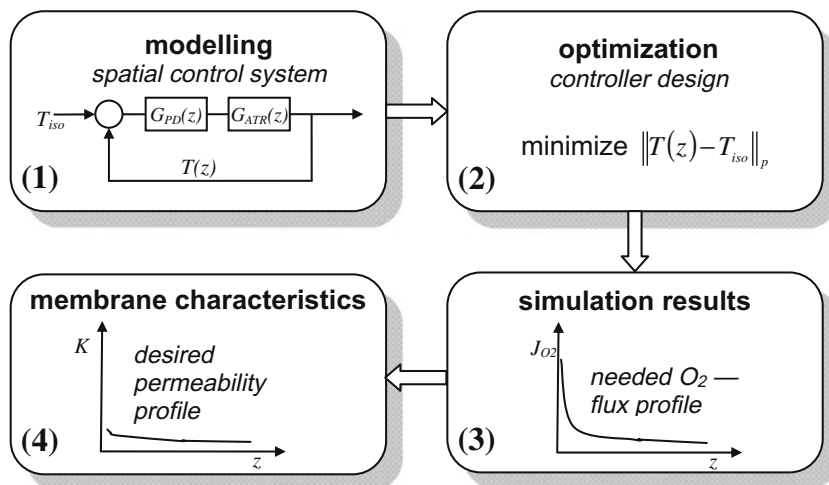 modelling
spatial control system
T_iso
G_PD(z)
G_ATR(z)
T(z)
(1)
optimization
controller design
minimize ‖T(z) − T_iso‖_p
(2)
membrane characteristics
K
desired
permeability
profile
z
(4)
simulation results
J_O2
needed O₂ —
flux profile
z
(3)